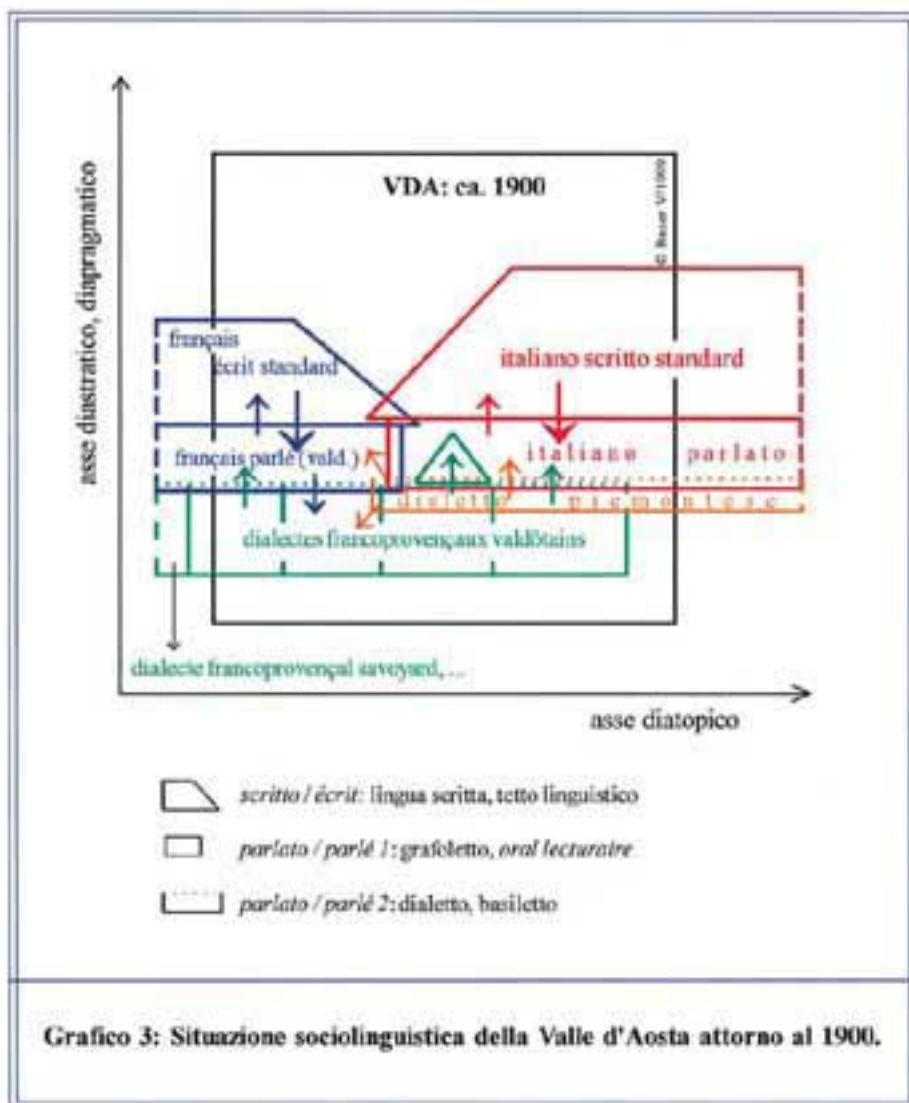 asse diastratico, diapragmatico
VDA: ca. 1900
français
écrit standard
italiano scritto standard
français parlé (vald.)
italiano parlato
dialetto piemontese
dialectes francoprovençaux valdôtains
dialecte francoprovençal savoyard, ...
asse diatopico
scritto / écrit: lingua scritta, tetto linguistico
parlato / parlé 1: grafoletto, oral lecturaire
parlato / parlé 2: dialetto, basiletto
Grafico 3: Situazione sociolinguistica della Valle d'Aosta attorno al 1900.